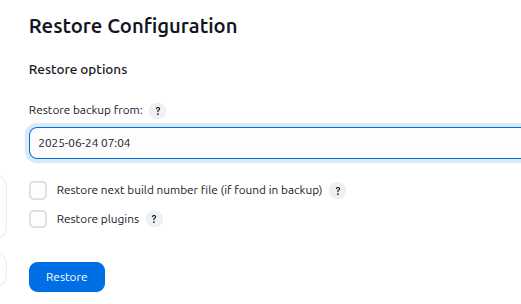 Restore Configuration
Restore options
Restore backup from: ?
2025-06-24 07:04
Restore next build number file (if found in backup) ?
Restore plugins ?
Restore